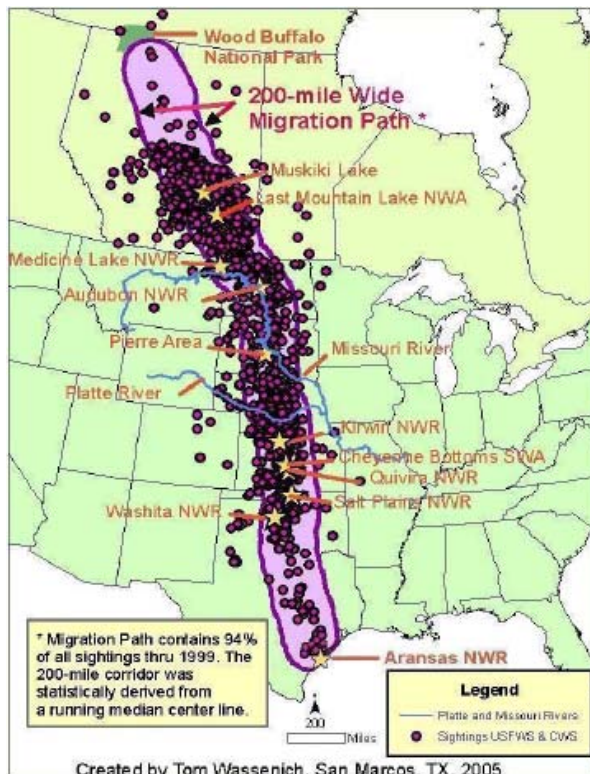 Wood Buffalo
National Park
200-mile Wide
Migration Path *
Muskiki Lake
Last Mountain Lake NWA
Medicine Lake NWR
Audubon NWR
Pierre Area
Missouri River
Platte River
Kirwin NWR
Cheyenne Bottoms SWA
Quivira NWR
Salt Plains NWR
Washita NWR
* Migration Path contains 94%
of all sightings thru 1999. The
200-mile corridor was
statistically derived from
a running median center line.
Aransas NWR
200
Miles
Legend
Platte and Missouri Rivers
Sightings USFWS & CWS
Created by Tom Wassenich, San Marcos, TX, 2005